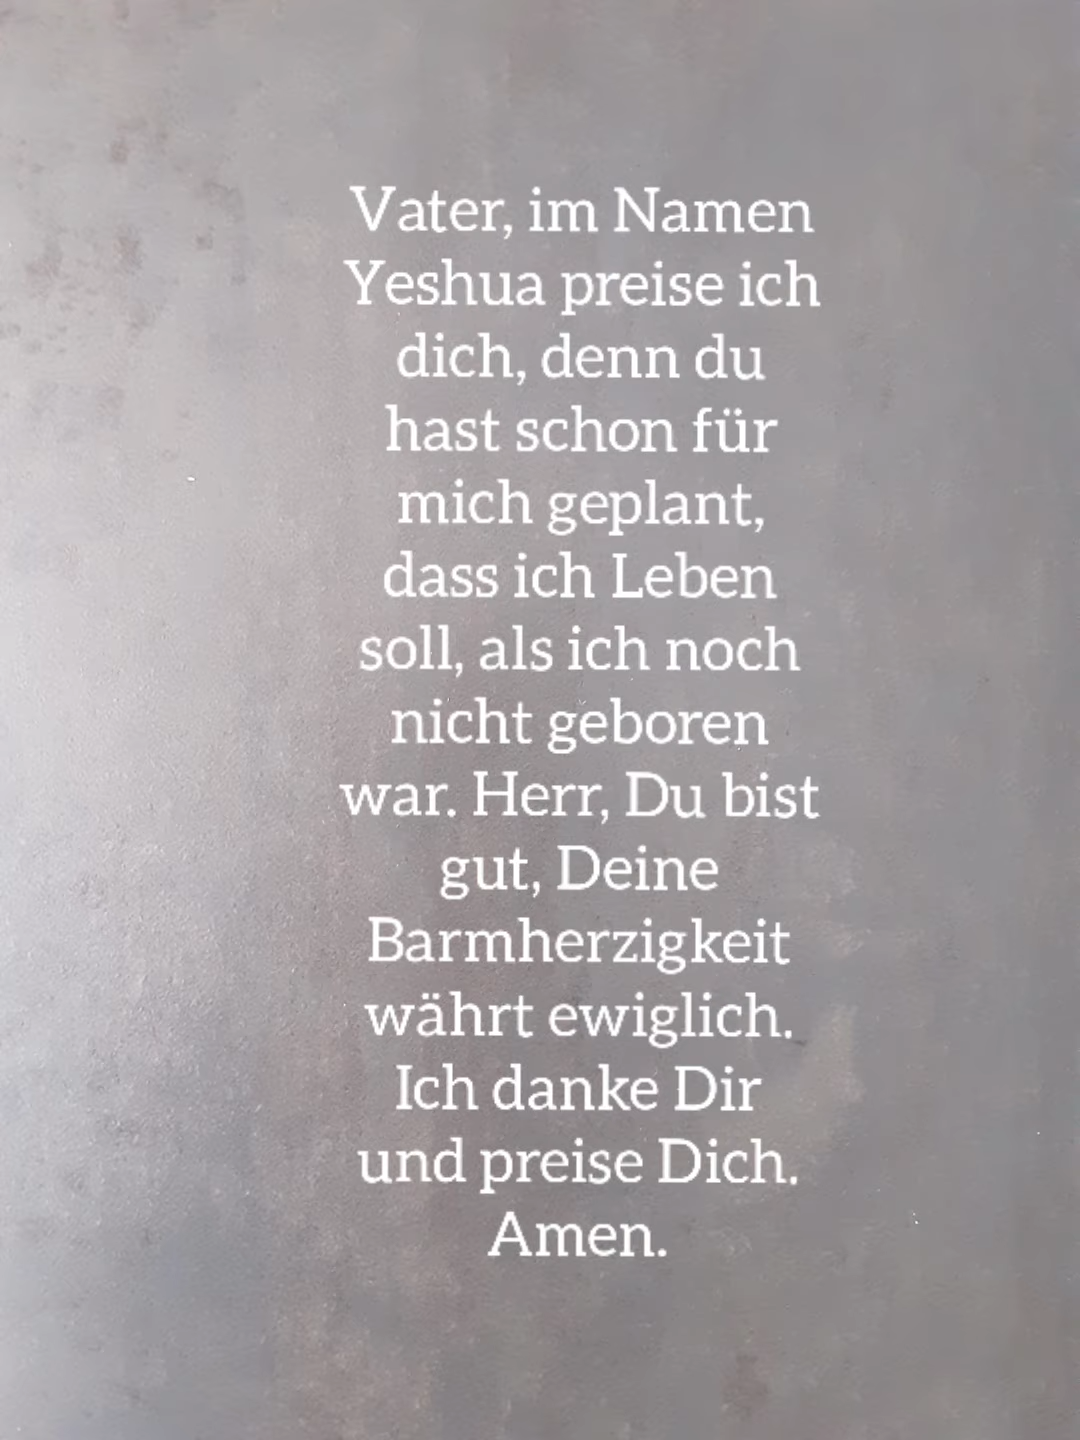 Vater, im Namen
Yeshua preise ich
dich, denn du
hast schon für
mich geplant,
dass ich Leben
soll, als ich noch
nicht geboren
war. Herr, Du bist
gut, Deine
Barmherzigkeit
währt ewiglich.
Ich danke Dir
und preise Dich.
Amen.